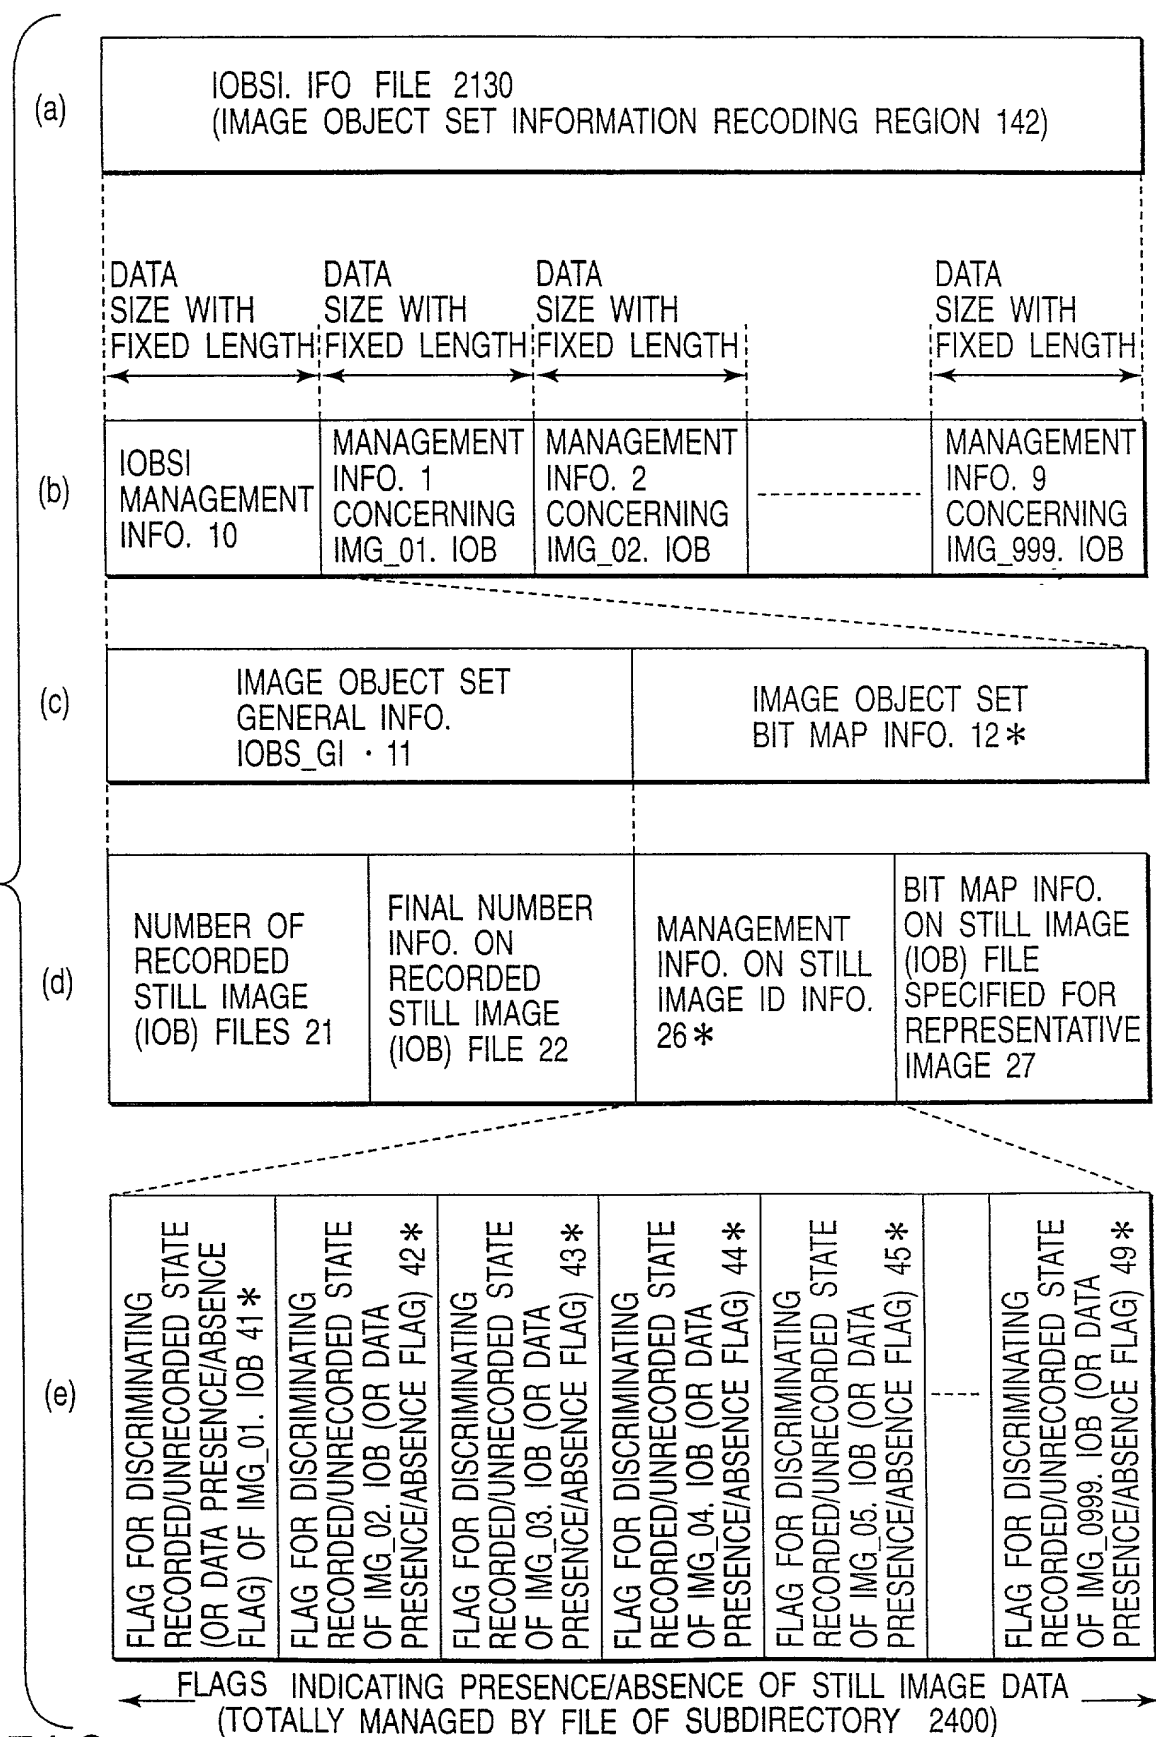 (a)
IOBSI. IFO FILE 2130
(IMAGE OBJECT SET INFORMATION RECODING REGION 142)
DATA
SIZE WITH
FIXED LENGTH
DATA
SIZE WITH
FIXED LENGTH
DATA
SIZE WITH
FIXED LENGTH
DATA
SIZE WITH
FIXED LENGTH
(b)
IOBSI
MANAGEMENT
INFO. 10
MANAGEMENT
INFO. 1
CONCERNING
IMG_01. IOB
MANAGEMENT
INFO. 2
CONCERNING
IMG_02. IOB
MANAGEMENT
INFO. 9
CONCERNING
IMG_999. IOB
(c)
IMAGE OBJECT SET
GENERAL INFO.
IOBS_GI · 11
IMAGE OBJECT SET
BIT MAP INFO. 12*
(d)
NUMBER OF
RECORDED
STILL IMAGE
(IOB) FILES 21
FINAL NUMBER
INFO. ON
RECORDED
STILL IMAGE
(IOB) FILE 22
MANAGEMENT
INFO. ON STILL
IMAGE ID INFO.
26*
BIT MAP INFO.
ON STILL IMAGE
(IOB) FILE
SPECIFIED FOR
REPRESENTATIVE
IMAGE 27
(e)
FLAG FOR DISCRIMINATING
RECORDED/UNRECORDED STATE
(OR DATA PRESENCE/ABSENCE
FLAG) OF IMG_01. IOB 41*
FLAG FOR DISCRIMINATING
RECORDED/UNRECORDED STATE
OF IMG_02. IOB (OR DATA
PRESENCE/ABSENCE FLAG) 42*
FLAG FOR DISCRIMINATING
RECORDED/UNRECORDED STATE
OF IMG_03. IOB (OR DATA
PRESENCE/ABSENCE FLAG) 43*
FLAG FOR DISCRIMINATING
RECORDED/UNRECORDED STATE
OF IMG_04. IOB (OR DATA
PRESENCE/ABSENCE FLAG) 44*
FLAG FOR DISCRIMINATING
RECORDED/UNRECORDED STATE
OF IMG_05. IOB (OR DATA
PRESENCE/ABSENCE FLAG) 45*
FLAG FOR DISCRIMINATING
RECORDED/UNRECORDED STATE
OF IMG_0999. IOB (OR DATA
PRESENCE/ABSENCE FLAG) 49*
FLAGS INDICATING PRESENCE/ABSENCE OF STILL IMAGE DATA
(TOTALLY MANAGED BY FILE OF SUBDIRECTORY 2400)